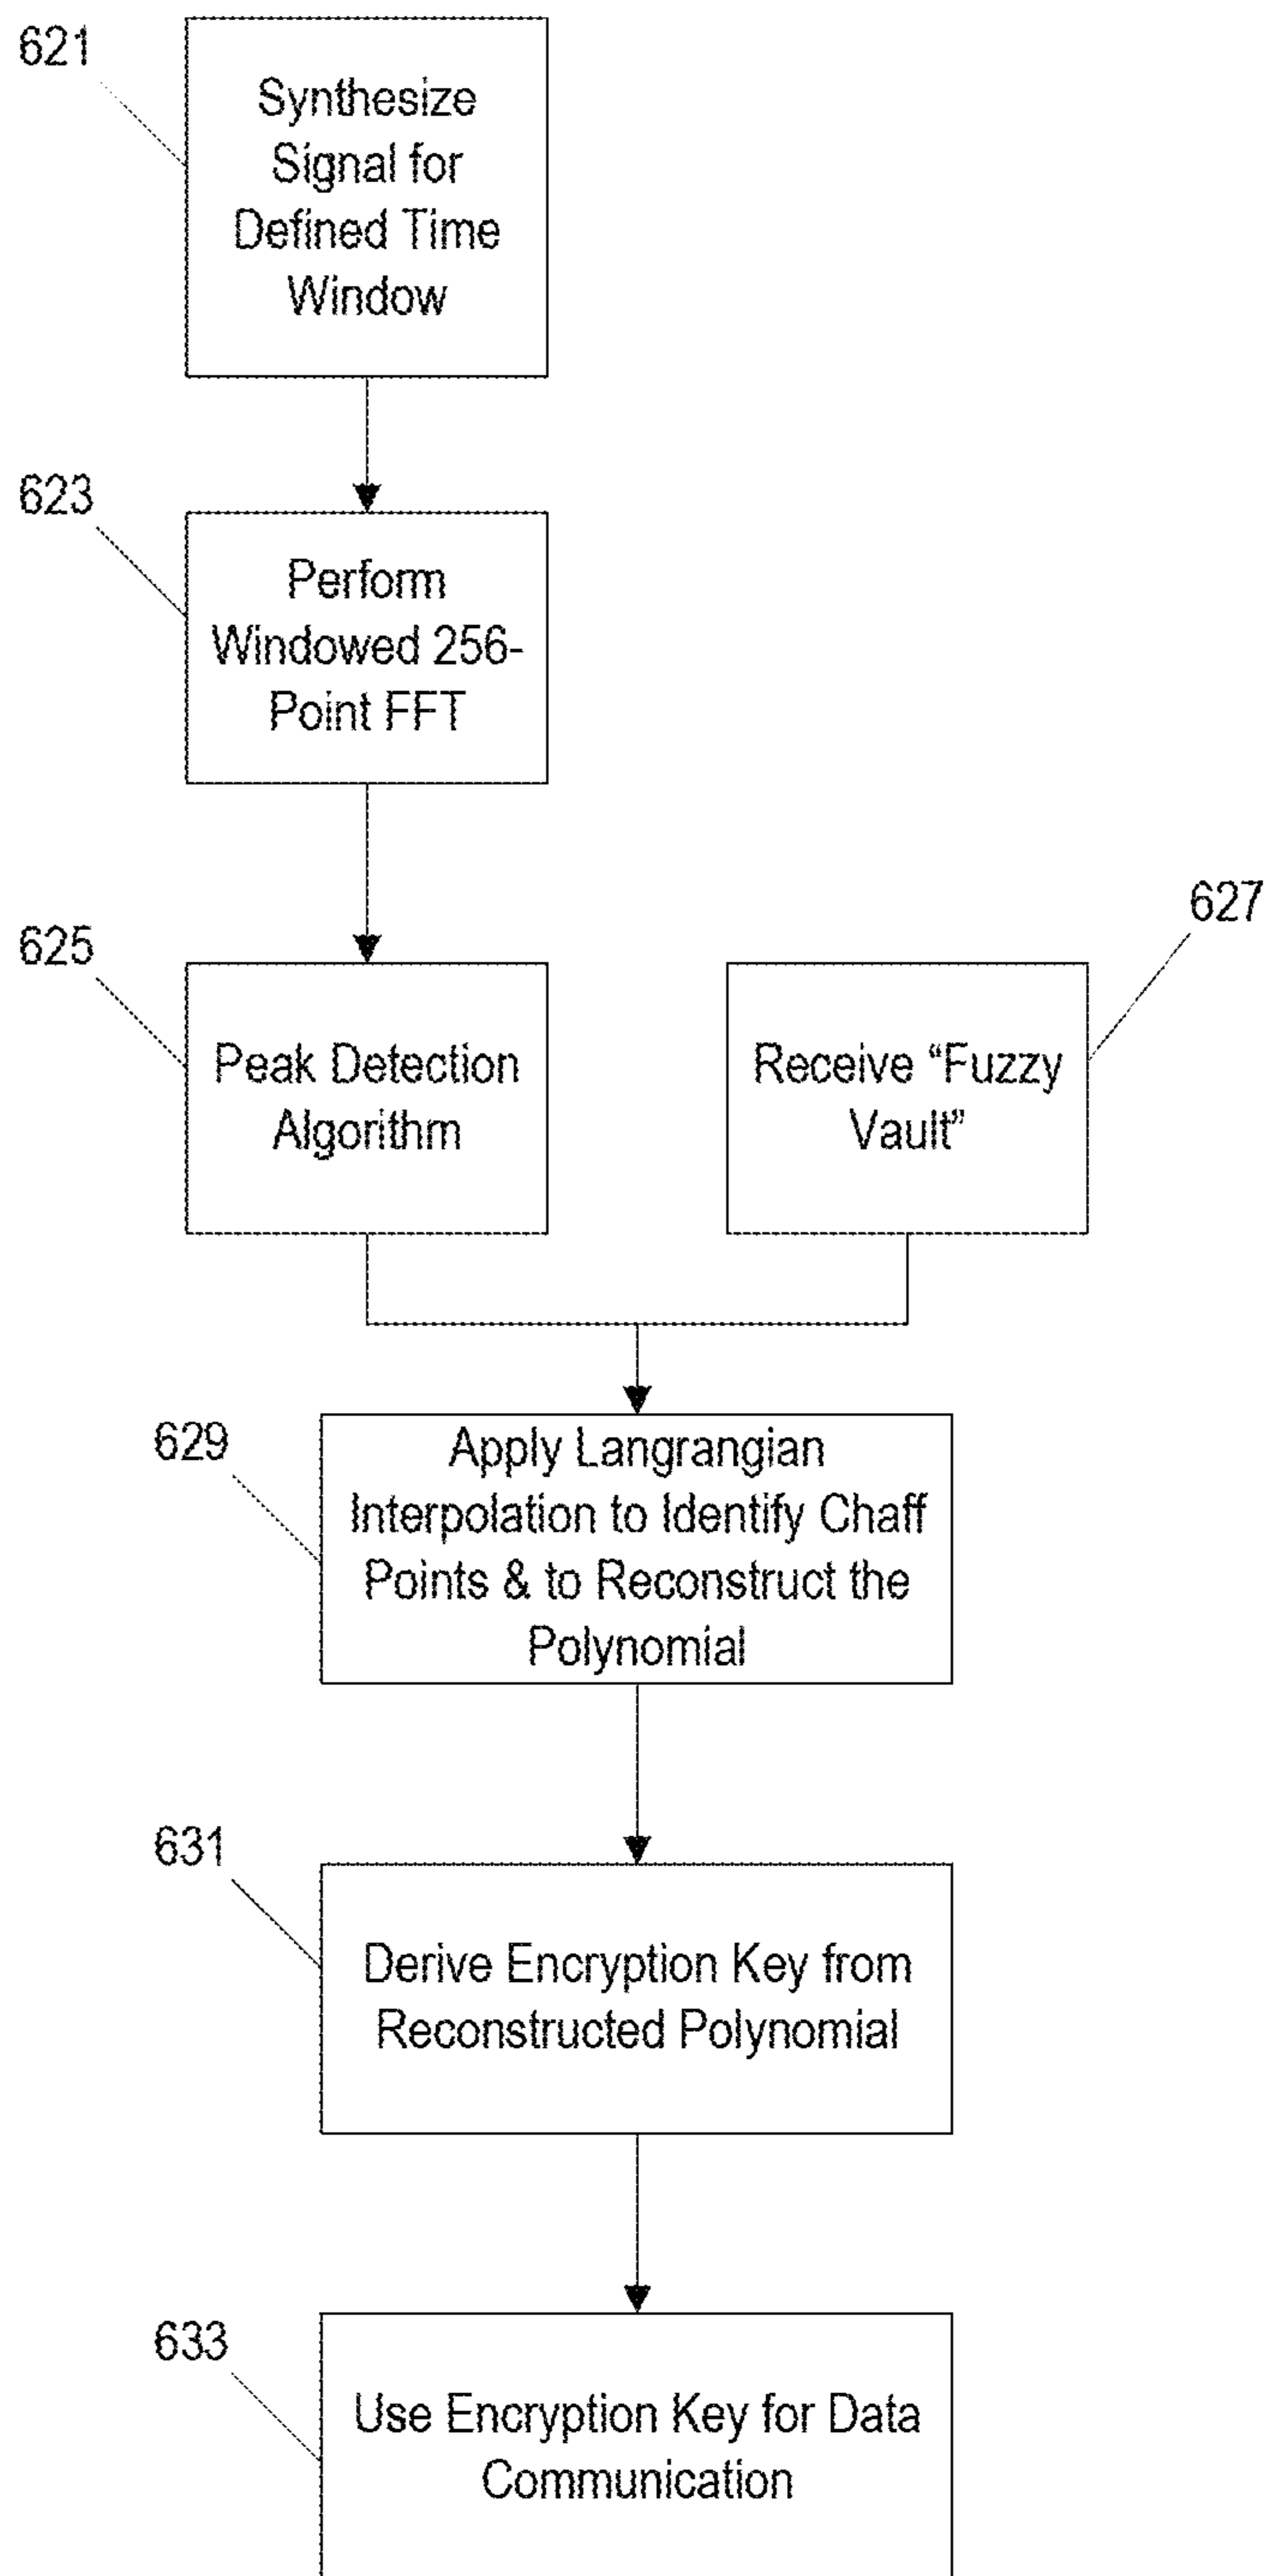 621
Synthesize
Signal for
Defined Time
Window
623
Perform
Windowed 256-
Point FFT
625
Peak Detection
Algorithm
627
Receive “Fuzzy
Vault”
629
Apply Langrangian
Interpolation to Identify Chaff
Points & to Reconstruct the
Polynomial
631
Derive Encryption Key from
Reconstructed Polynomial
633
Use Encryption Key for Data
Communication